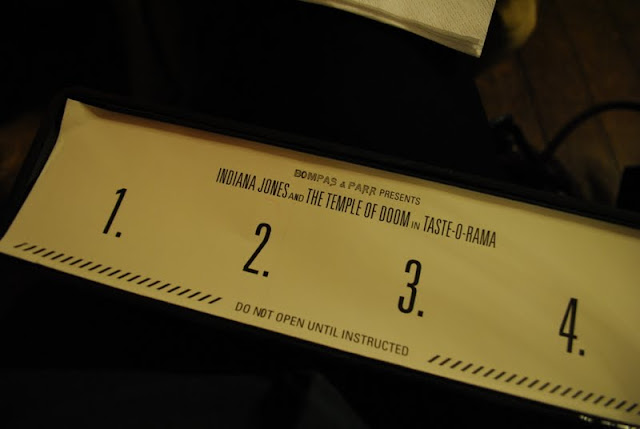 BOMPAS & PARR PRESENTS
INDIANA JONES AND THE TEMPLE OF DOOM IN TASTE-O-RAMA
1. 2. 3. 4.
DO NOT OPEN UNTIL INSTRUCTED